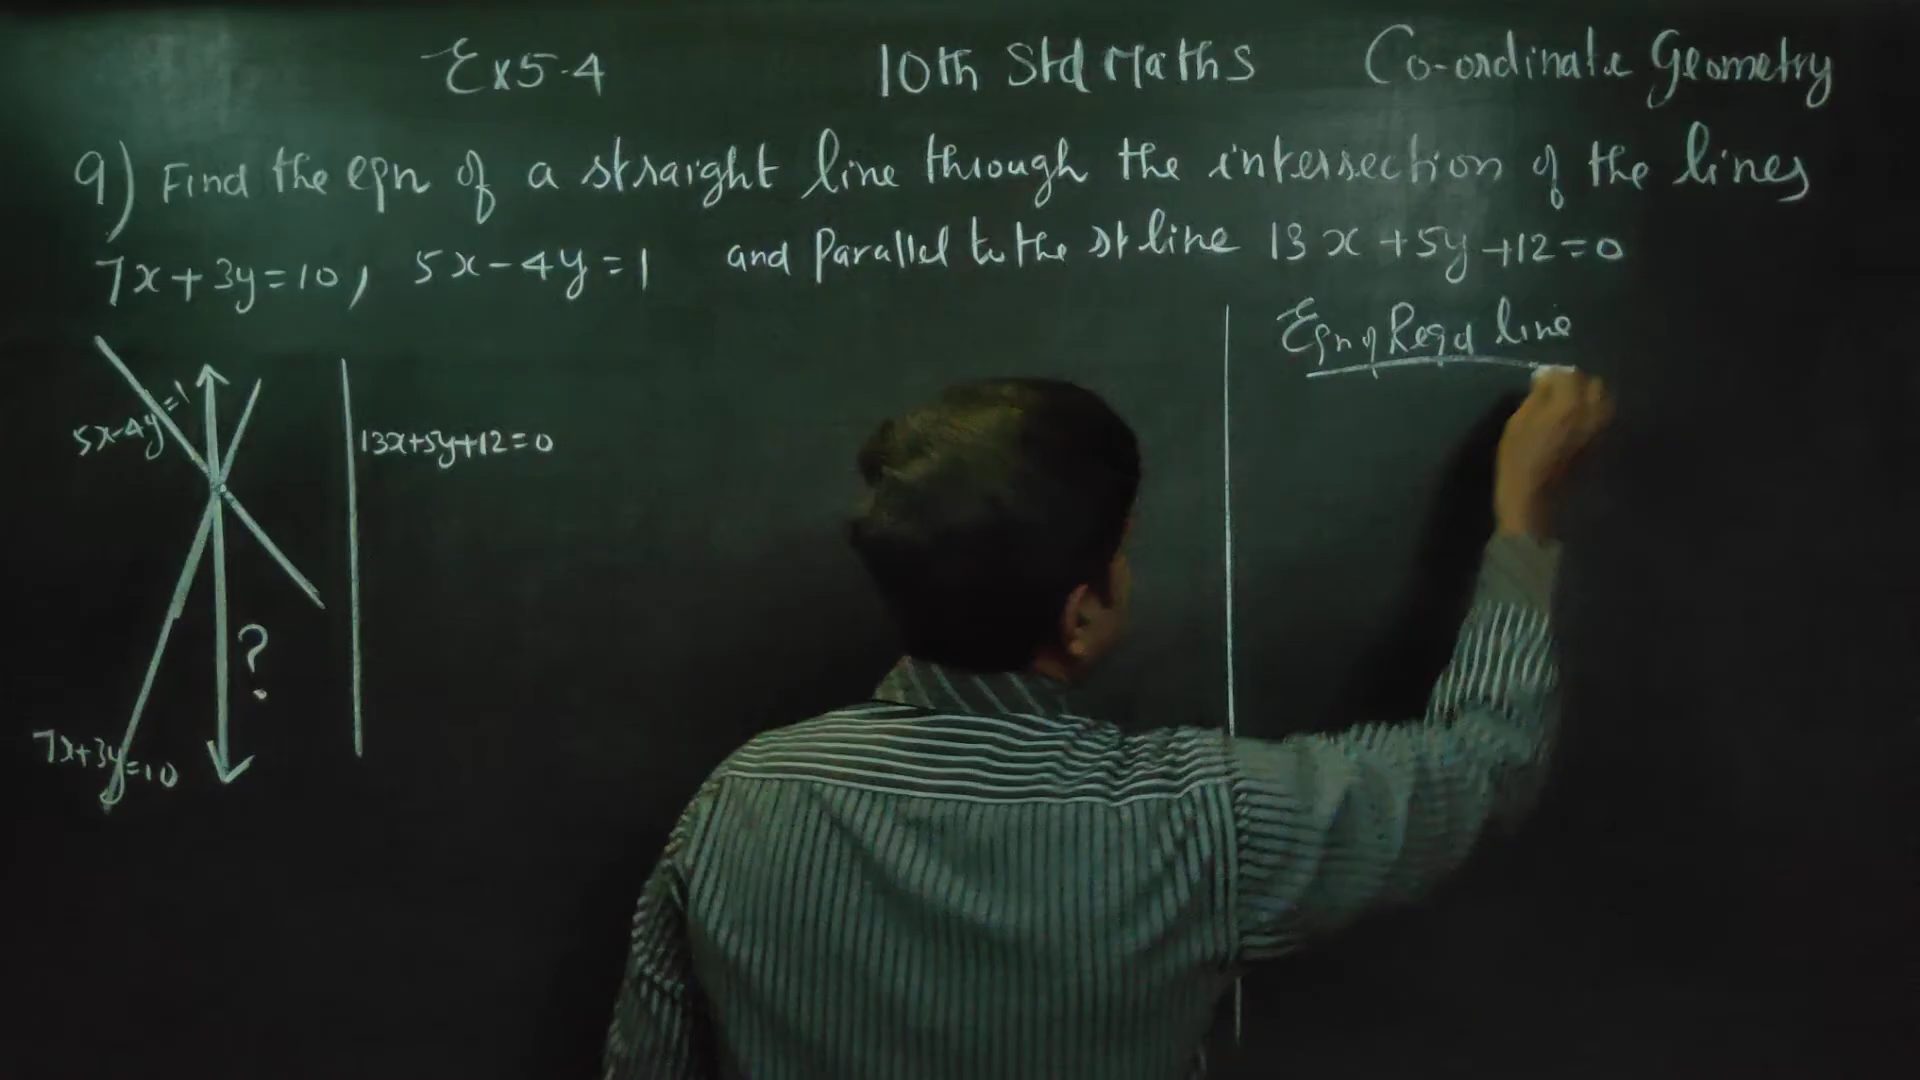 Ex 5.4 10th Std Maths Co-ordinate Geometry
9) Find the eqn of a straight line through the intersection of the lines
7x+3y=10, 5x-4y=1 and Parallel to the st line 13x+5y+12=0
Eqn of Reqd line
5x-4y=1
13x+5y+12=0
?
7x+3y=10